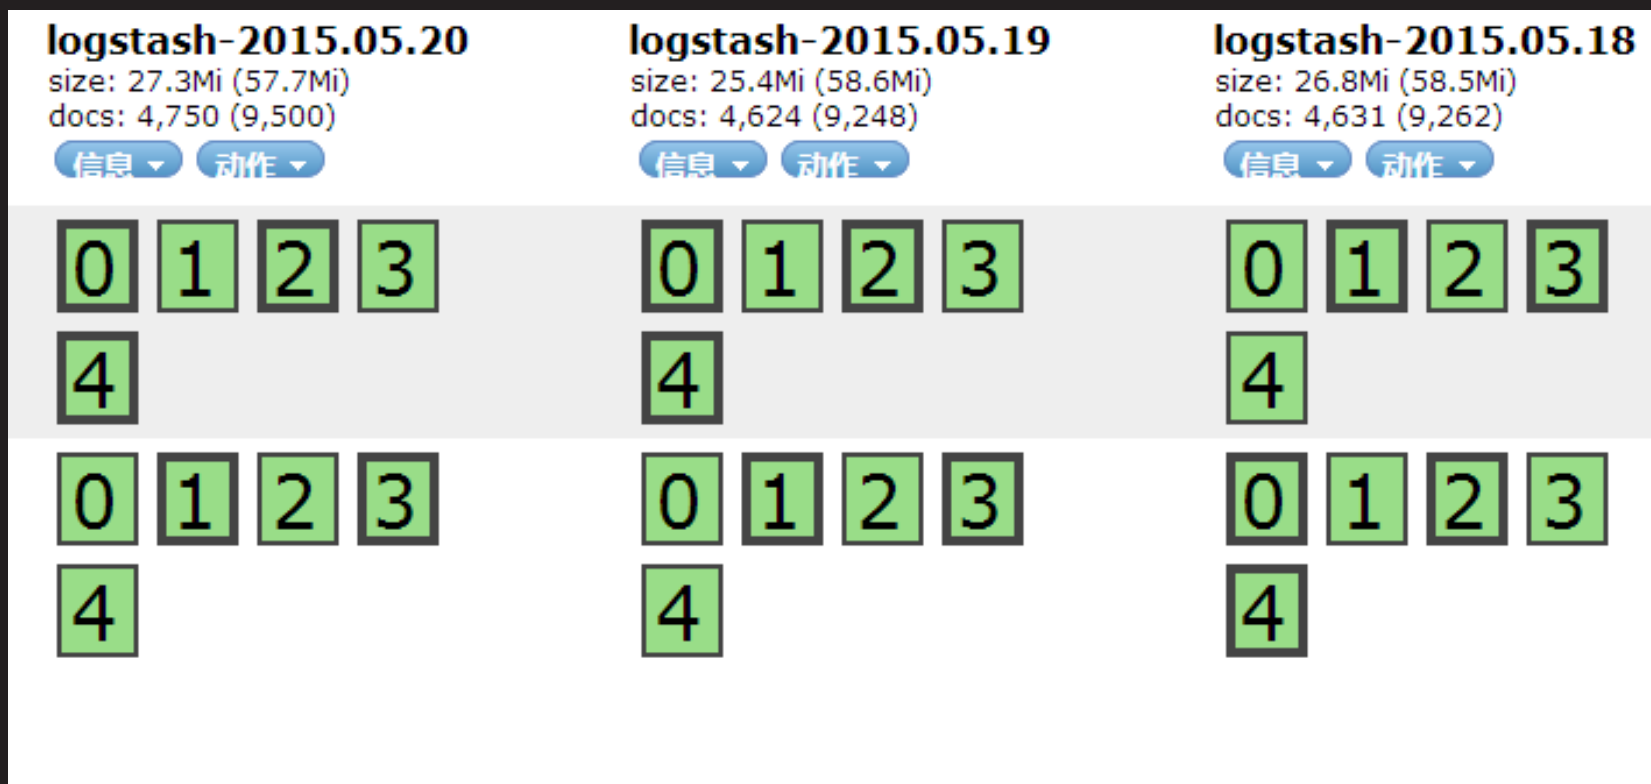 logstash-2015.05.20 logstash-2015.05.19 logstash-2015.05.18
size: 27.3Mi (57.7Mi) size: 25.4Mi (58.6Mi) size: 26.8Mi (58.5Mi)
docs: 4,750 (9,500) docs: 4,624 (9,248) docs: 4,631 (9,262)
信息 动作 信息 动作 信息 动作
0 1 2 3 0 1 2 3 0 1 2 3
4 4 4
0 1 2 3 0 1 2 3 0 1 2 3
4 4 4